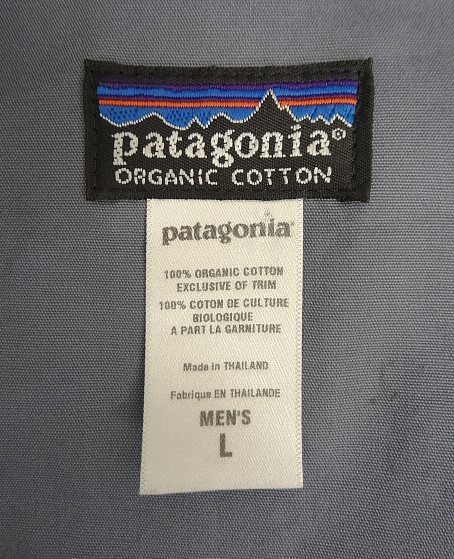 patagonia®
ORGANIC COTTON
patagonia®
100% ORGANIC COTTON
EXCLUSIVE OF TRIM
100% COTON DE CULTURE
BIOLOGIQUE
A PART LA GARNITURE
Made in THAILAND
Fabrique EN THAILANDE
MEN'S
L